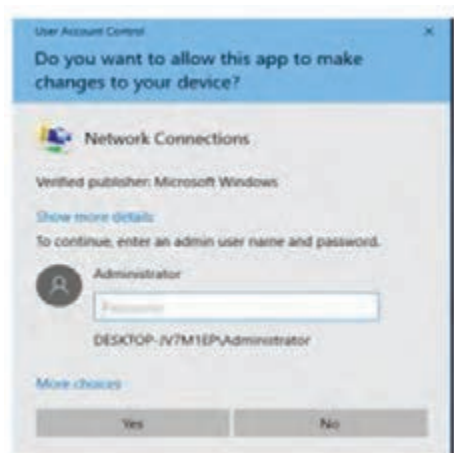 User Account Control
Do you want to allow this app to make
changes to your device?
Network Connections
Verified publisher: Microsoft Windows
Show more details
To continue, enter an admin user name and password.
Administrator
Password
DESKTOP-JV7M1EP\Administrator
More choices
Yes
No